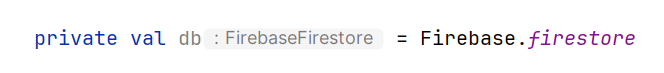 private val db : FirebaseFirestore = Firebase.firestore